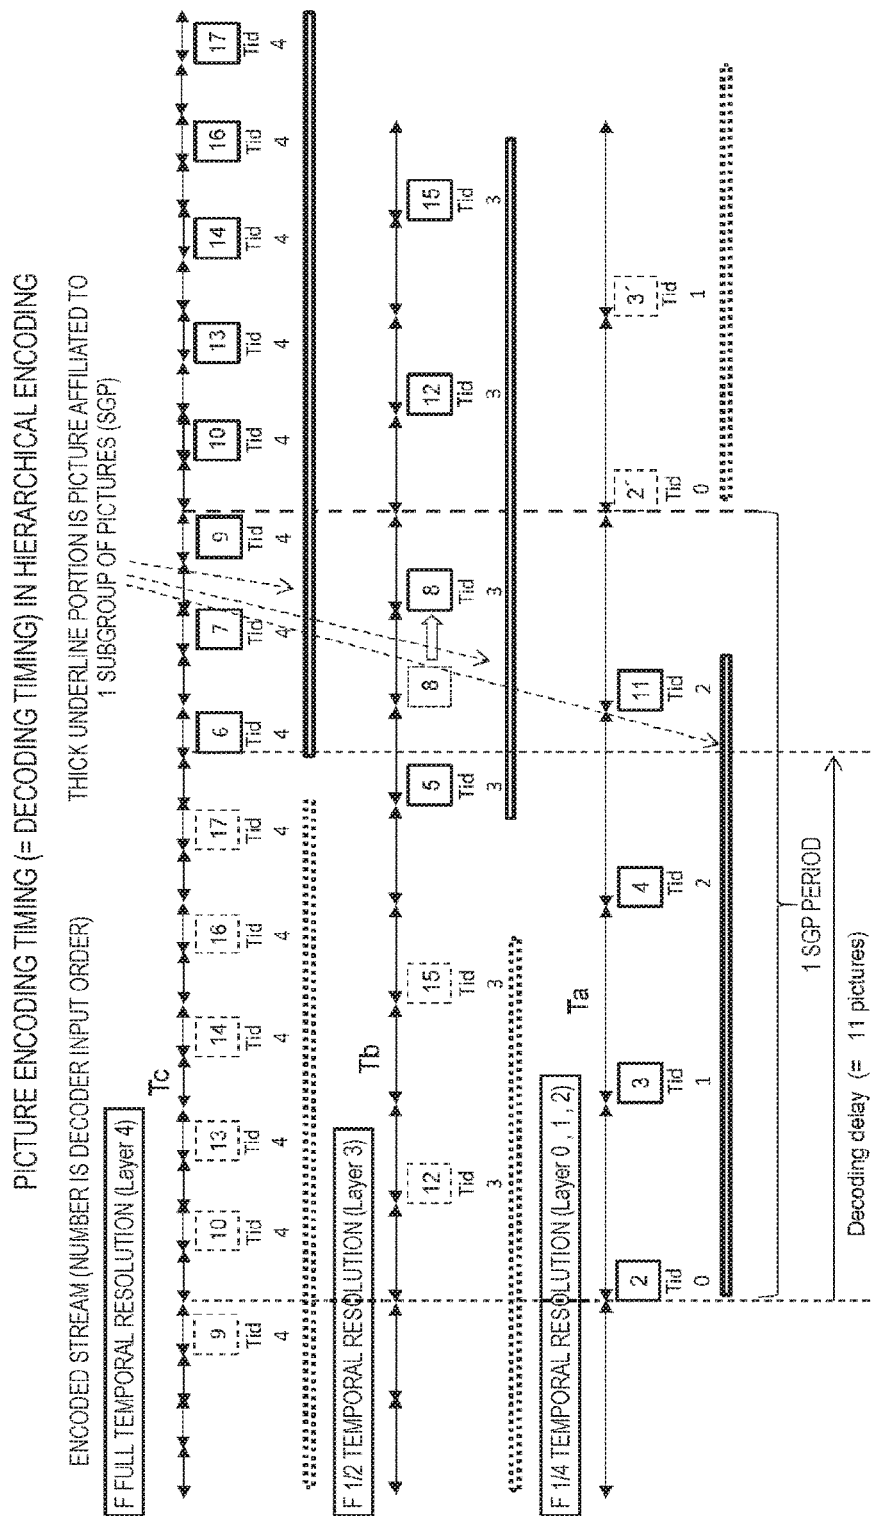 PICTURE ENCODING TIMING (= DECODING TIMING) IN HIERARCHICAL ENCODING
ENCODED STREAM (NUMBER IS DECODER INPUT ORDER)
THICK UNDERLINE PORTION IS PICTURE AFFILIATED TO
1 SUBGROUP OF PICTURES (SGP)
F FULL TEMPORAL RESOLUTION (Layer 4)
Tc
9 10 13 14 16 17 6 7 9 10 13 14 16 17
Tid Tid Tid Tid Tid Tid Tid Tid Tid Tid Tid Tid Tid Tid
4 4 4 4 4 4 4 4 4 4 4 4 4 4
F 1/2 TEMPORAL RESOLUTION (Layer 3)
Tb
12 15 5 8 8 12 15
Tid Tid Tid Tid Tid Tid
3 3 3 3 3 3
F 1/4 TEMPORAL RESOLUTION (Layer 0 , 1 , 2)
Ta
2 3 4 11 2´ 3´
Tid Tid Tid Tid Tid Tid
0 1 2 2 0 1
1 SGP PERIOD
Decoding delay (= 11 pictures)